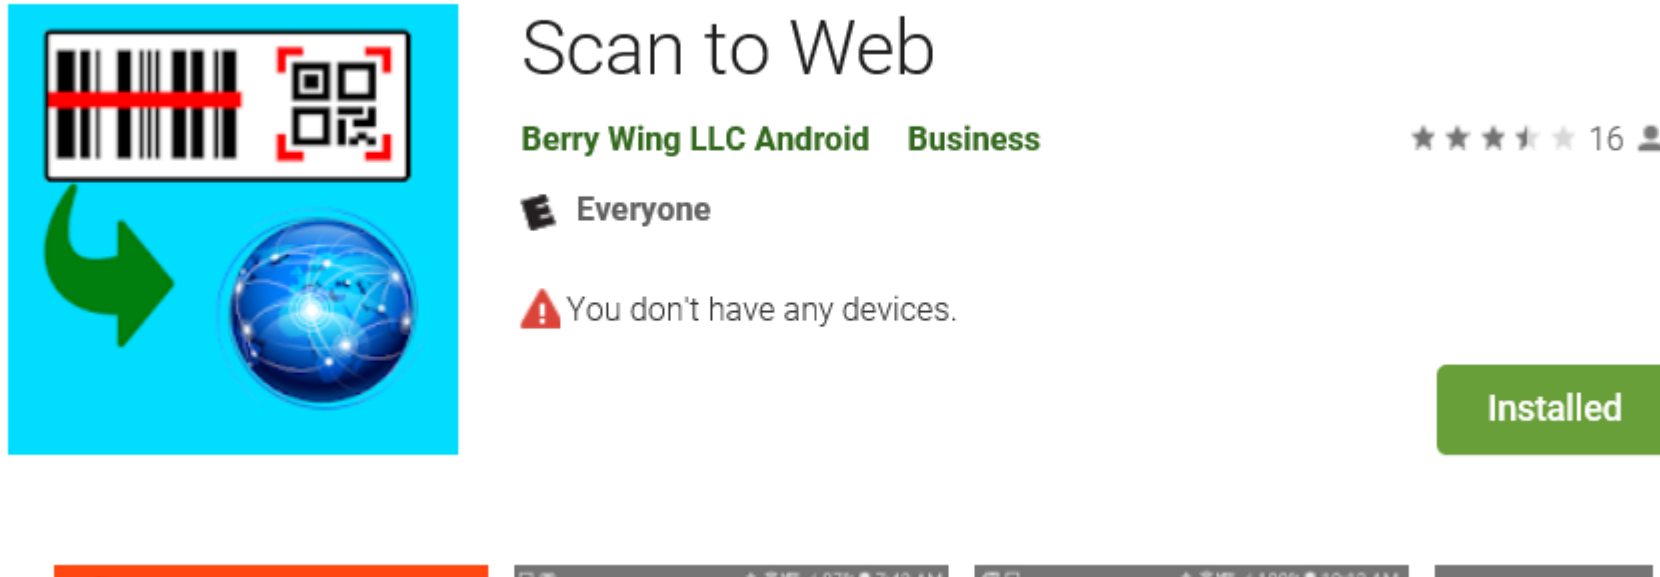 Scan to Web
Berry Wing LLC Android Business
16
E Everyone
You don't have any devices.
Installed